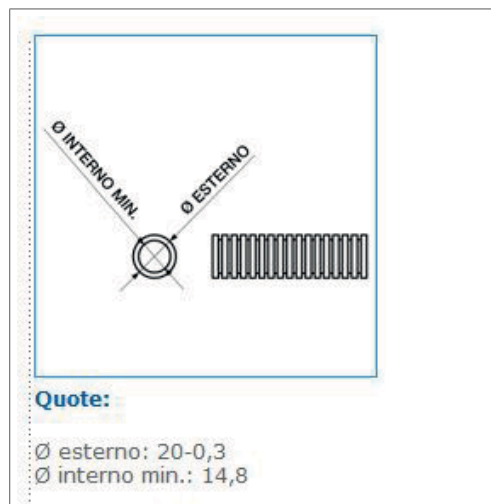 Ø INTERNO MIN.
Ø ESTERNO
Quote:
Ø esterno: 20-0,3
Ø interno min.: 14,8